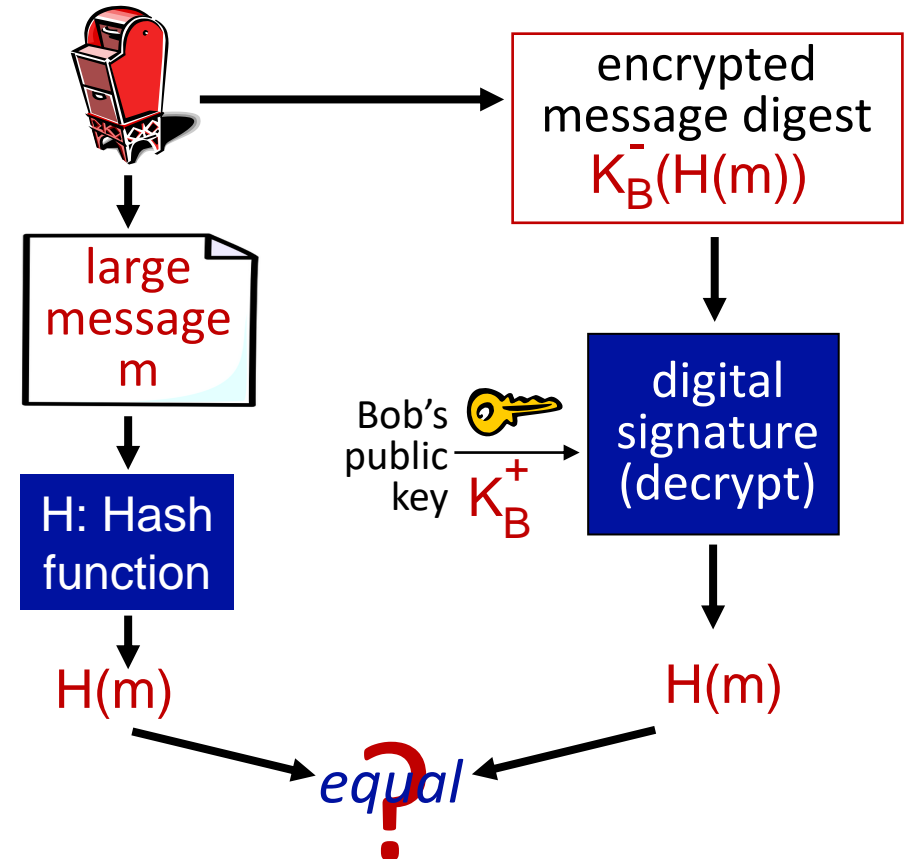 encrypted
message digest
K_B^-(H(m))
large
message
m
H: Hash
function
H(m)
Bob’s
public
key
K_B^+
digital
signature
(decrypt)
H(m)
equal
?